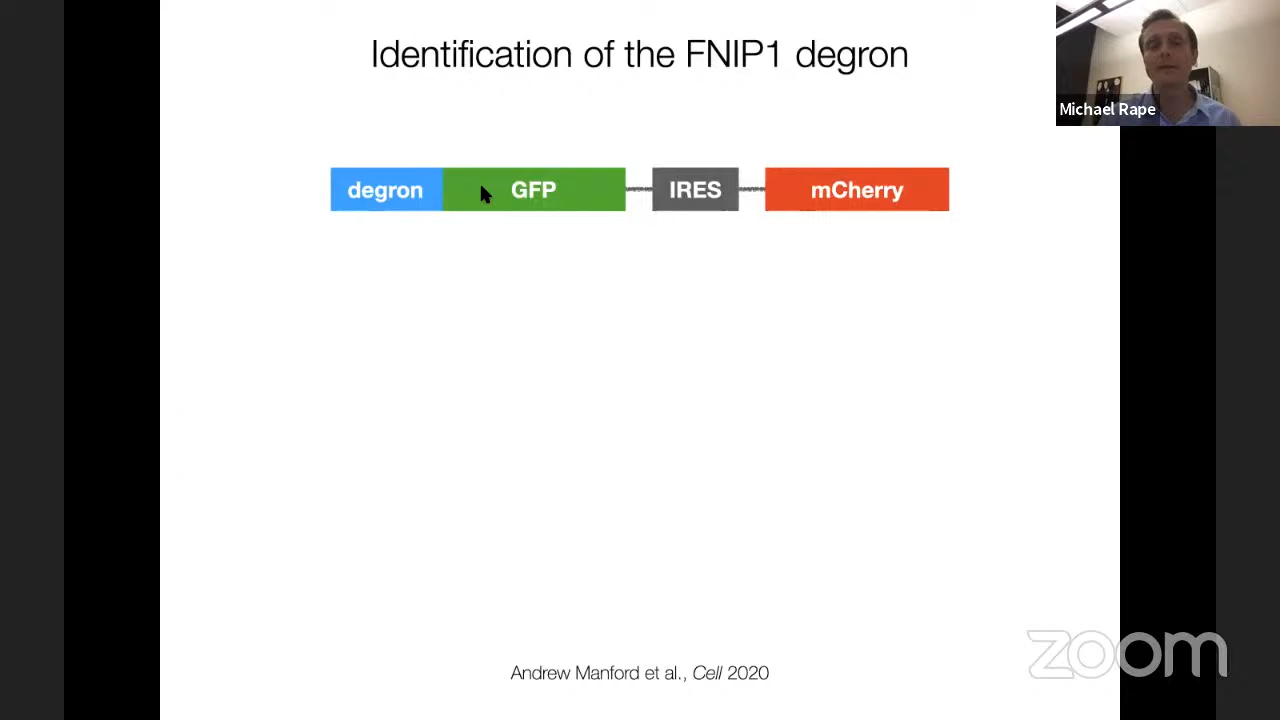 Identification of the FNIP1 degron
Michael Rape
degron GFP IRES mCherry
Andrew Manford et al., Cell 2020
zoom